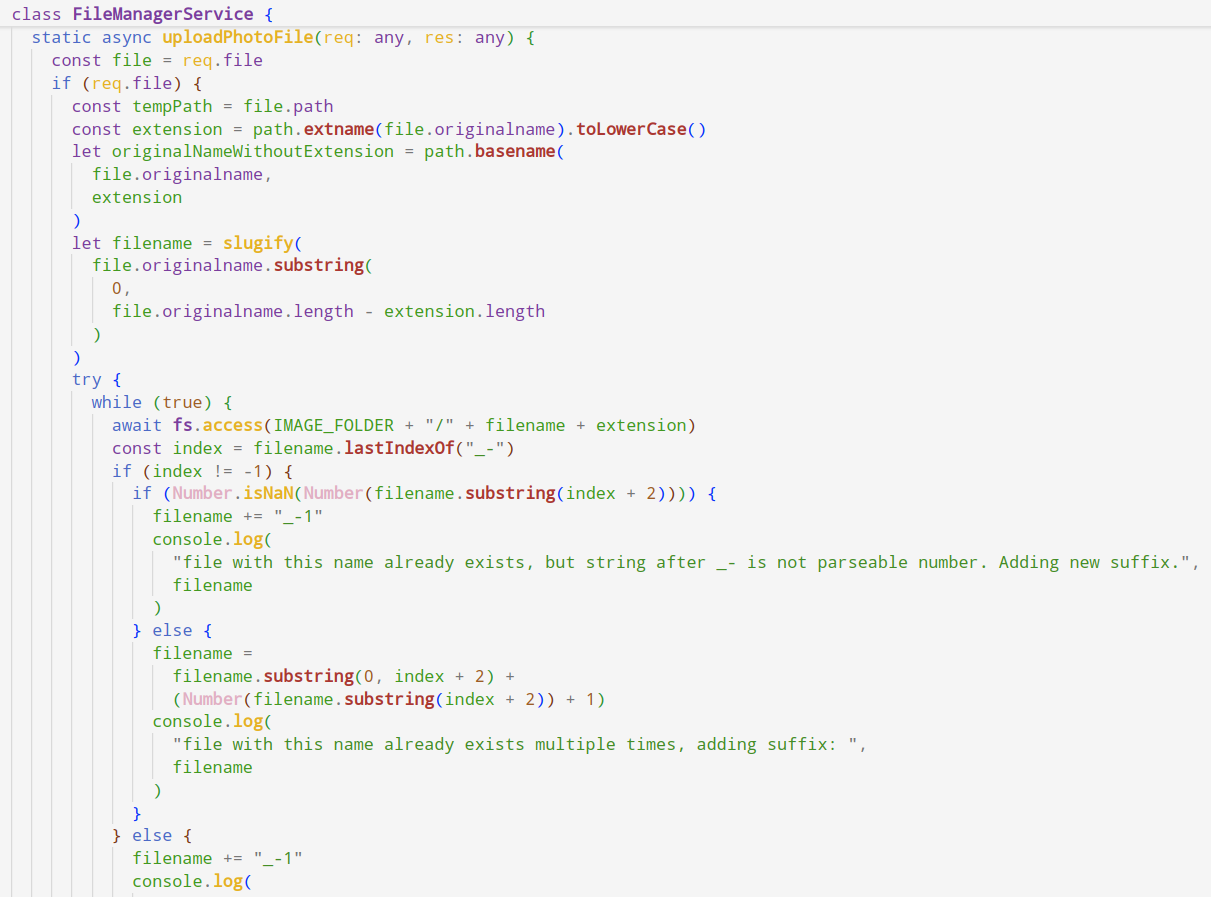 class FileManagerService {
static async uploadPhotoFile(req: any, res: any) {
const file = req.file
if (req.file) {
const tempPath = file.path
const extension = path.extname(file.originalname).toLowerCase()
let originalNameWithoutExtension = path.basename(
file.originalname,
extension
)
let filename = slugify(
file.originalname.substring(
0,
file.originalname.length - extension.length
)
)
try {
while (true) {
await fs.access(IMAGE_FOLDER + "/" + filename + extension)
const index = filename.lastIndexOf("_-")
if (index != -1) {
if (Number.isNaN(Number(filename.substring(index + 2)))) {
filename += "_-1"
console.log(
"file with this name already exists, but string after _- is not parseable number. Adding new suffix.",
filename
)
} else {
filename =
filename.substring(0, index + 2) +
(Number(filename.substring(index + 2)) + 1)
console.log(
"file with this name already exists multiple times, adding suffix: ",
filename
)
}
} else {
filename += "_-1"
console.log(